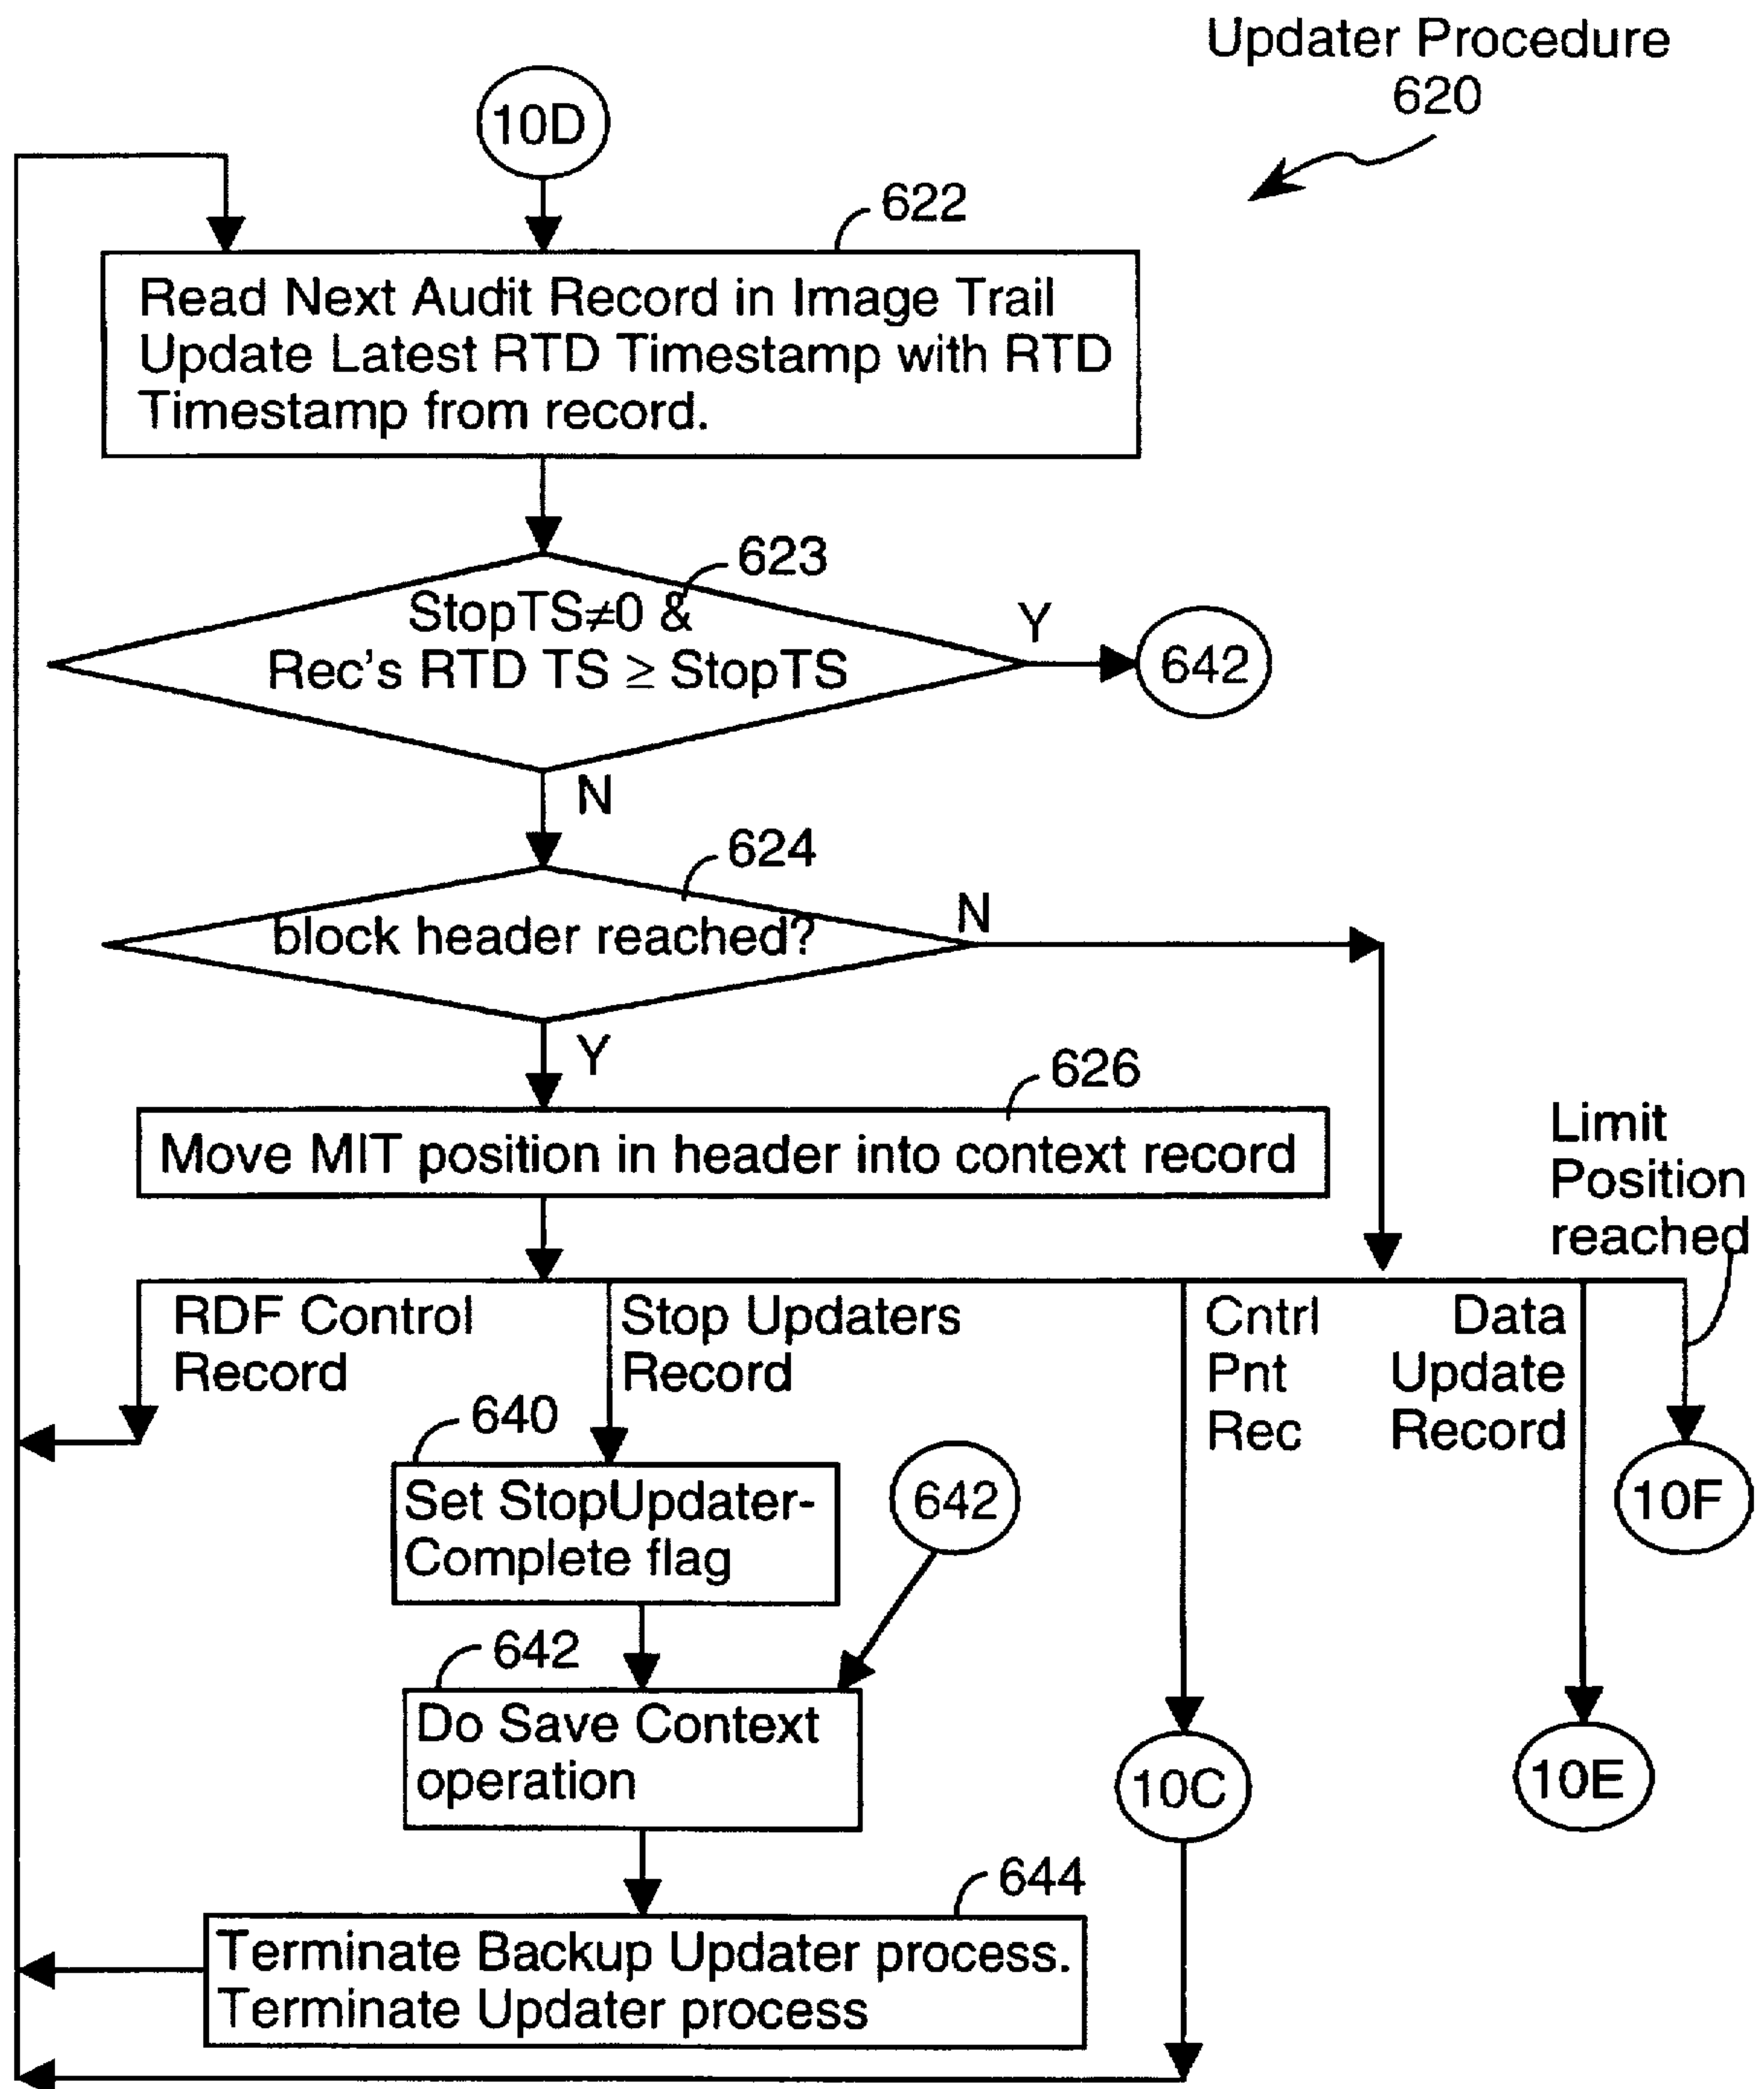 Updater Procedure
620
10D
622
Read Next Audit Record in Image Trail
Update Latest RTD Timestamp with RTD
Timestamp from record.
623
StopTS≠0 &
Rec's RTD TS ≥ StopTS
Y
642
N
624
block header reached?
N
Y
626
Move MIT position in header into context record
Limit
Position
reached
RDF Control
Record
Stop Updaters
Record
Cntrl
Pnt
Rec
Data
Update
Record
640
Set StopUpdater-
Complete flag
642
10F
642
Do Save Context
operation
10C
10E
644
Terminate Backup Updater process.
Terminate Updater process